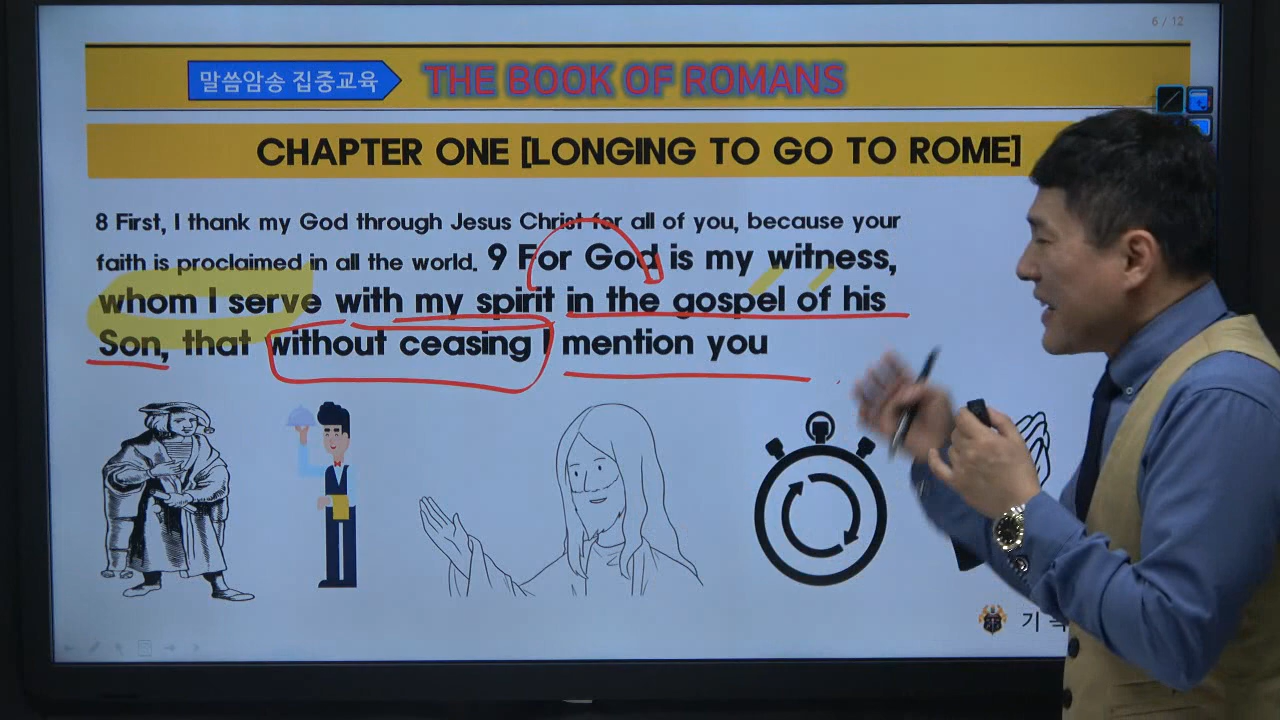 6 / 12
말씀암송 집중교육
THE BOOK OF ROMANS
CHAPTER ONE [LONGING TO GO TO ROME]
8 First, I thank my God through Jesus Christ for all of you, because your
faith is proclaimed in all the world. 9 For God is my witness,
whom I serve with my spirit in the gospel of his
Son, that without ceasing I mention you
기